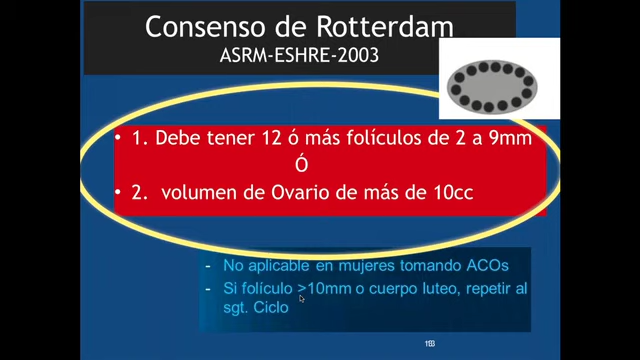 Consenso de Rotterdam
ASRM-ESHRE-2003
• 1. Debe tener 12 ó más folículos de 2 a 9mm
Ó
• 2. volumen de Ovario de más de 10cc
- No aplicable en mujeres tomando ACOs
- Si folículo >10mm o cuerpo luteo, repetir al
sgt. Ciclo